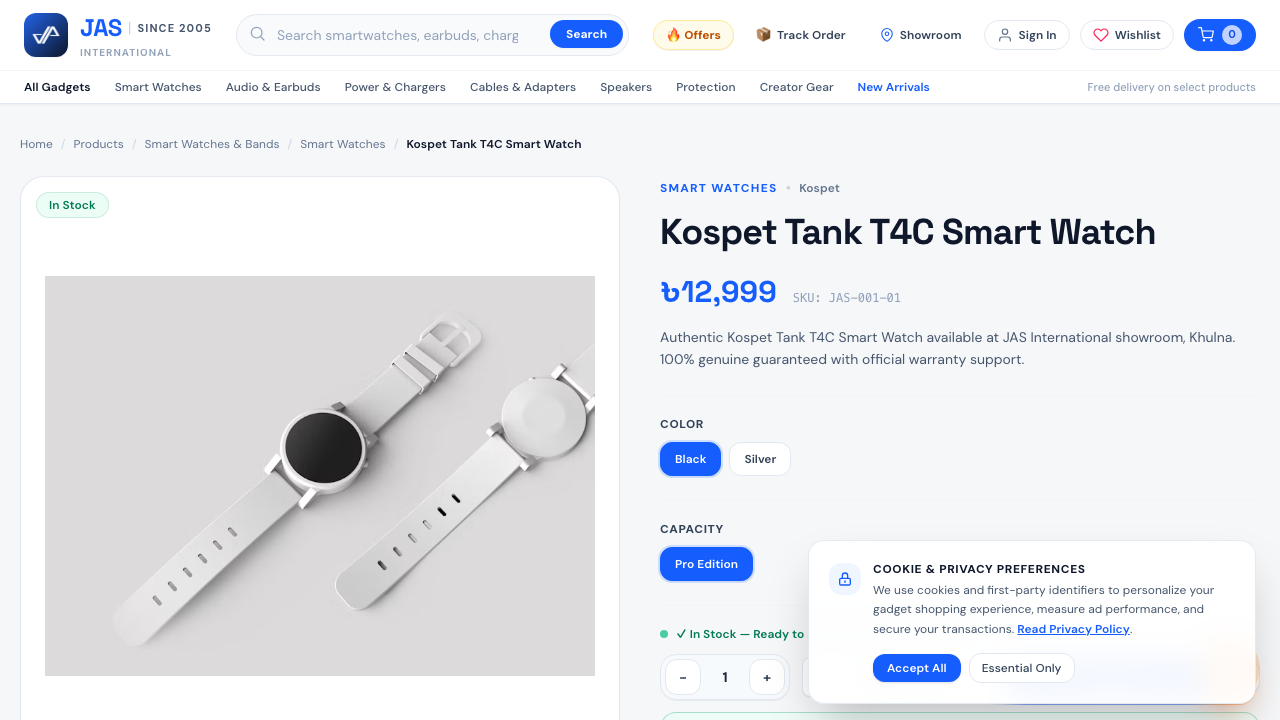 JAS | SINCE 2005
INTERNATIONAL
Search smartwatches, earbuds, charg
Search
🔥 Offers
📦 Track Order
Showroom
Sign In
Wishlist
0
All Gadgets
Smart Watches
Audio & Earbuds
Power & Chargers
Cables & Adapters
Speakers
Protection
Creator Gear
New Arrivals
Free delivery on select products
Home / Products / Smart Watches & Bands / Smart Watches / Kospet Tank T4C Smart Watch
In Stock
SMART WATCHES • Kospet
Kospet Tank T4C Smart Watch
৳12,999 SKU: JAS-001-01
Authentic Kospet Tank T4C Smart Watch available at JAS International showroom, Khulna.
100% genuine guaranteed with official warranty support.
COLOR
Black
Silver
CAPACITY
Pro Edition
✓ In Stock — Ready to
− 1 +
COOKIE & PRIVACY PREFERENCES
We use cookies and first-party identifiers to personalize your
gadget shopping experience, measure ad performance, and
secure your transactions. Read Privacy Policy.
Accept All
Essential Only